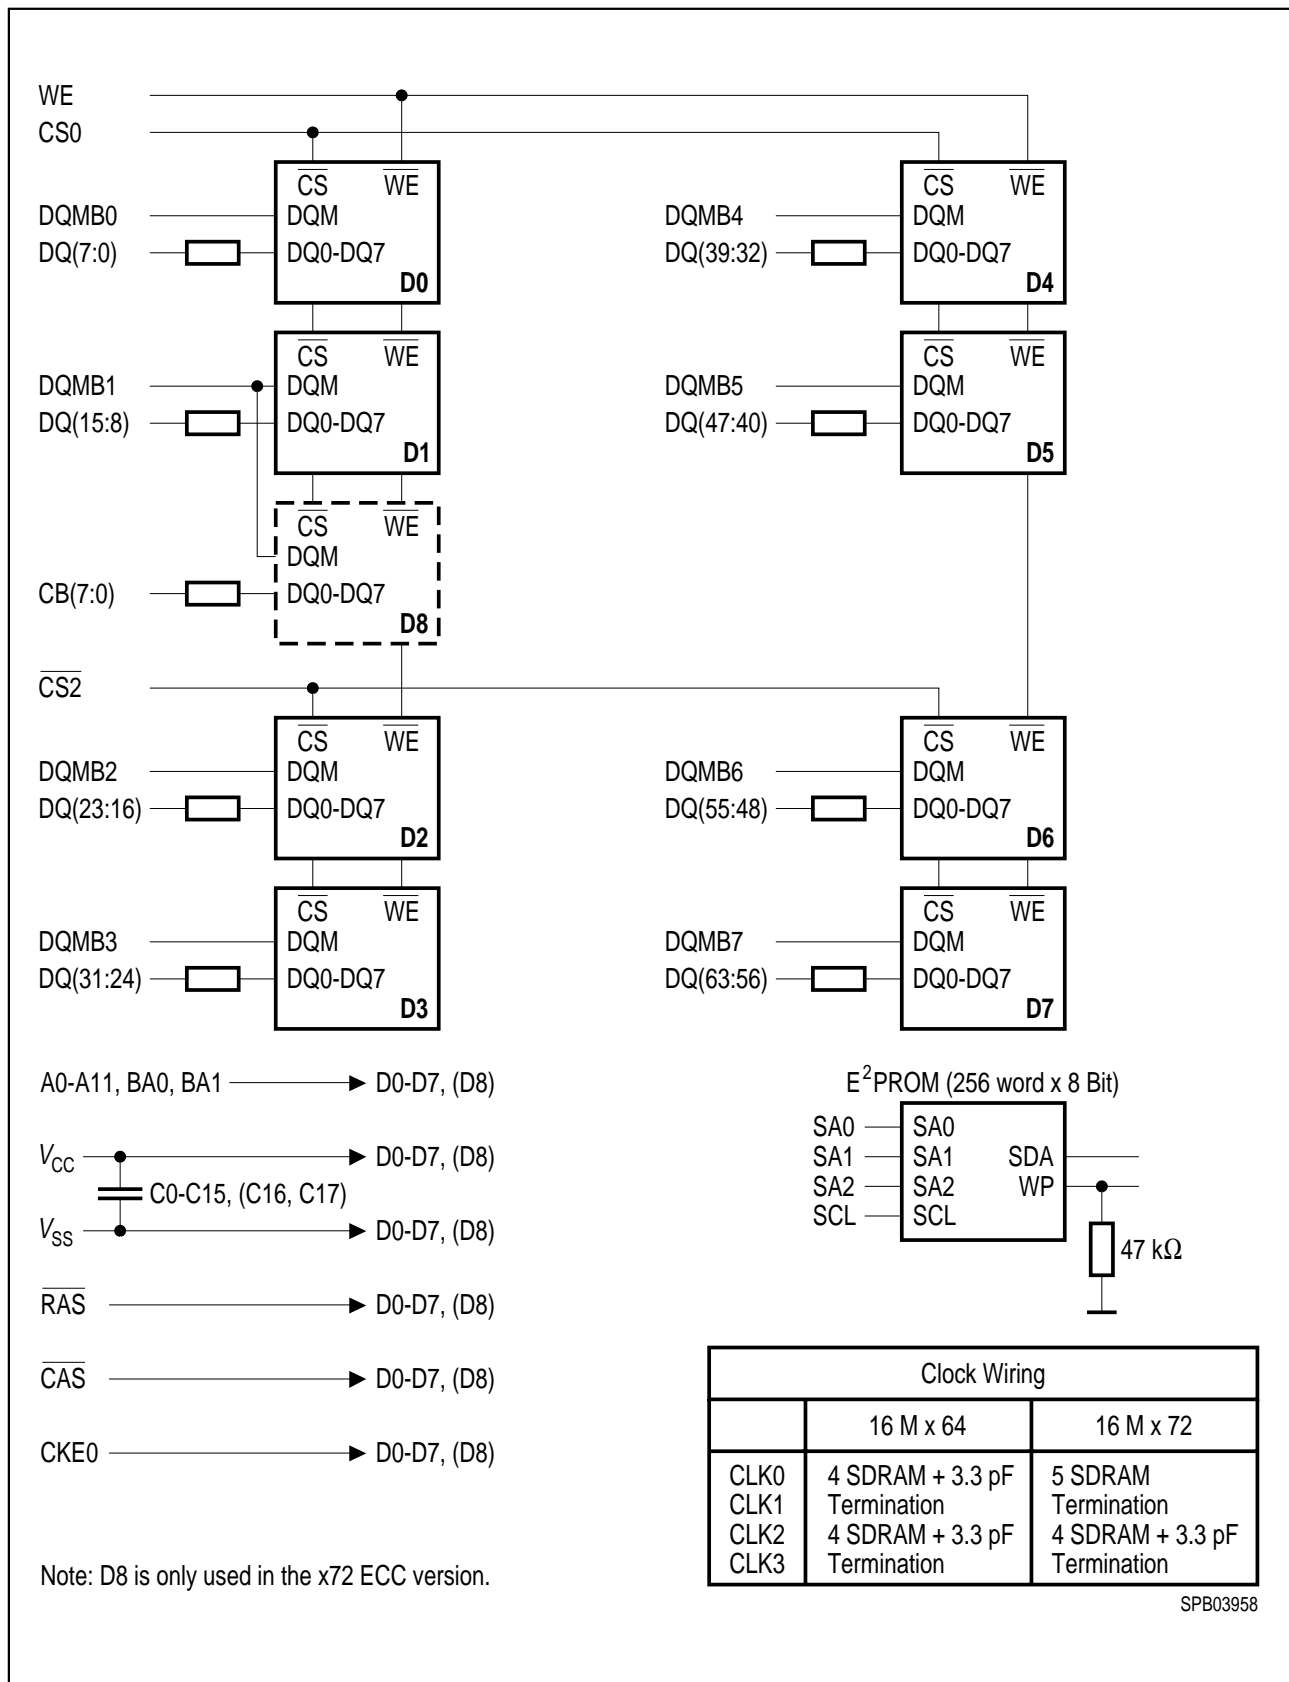 WE
CS0
CS WE
DQMB0 DQM
DQ(7:0) DQ0-DQ7
D0
CS WE
DQMB4 DQM
DQ(39:32) DQ0-DQ7
D4
CS WE
DQMB1 DQM
DQ(15:8) DQ0-DQ7
D1
CS WE
DQMB5 DQM
DQ(47:40) DQ0-DQ7
D5
CS WE
DQM
CB(7:0) DQ0-DQ7
D8
CS2
CS WE
DQMB2 DQM
DQ(23:16) DQ0-DQ7
D2
CS WE
DQMB6 DQM
DQ(55:48) DQ0-DQ7
D6
CS WE
DQMB3 DQM
DQ(31:24) DQ0-DQ7
D3
CS WE
DQMB7 DQM
DQ(63:56) DQ0-DQ7
D7
A0-A11, BA0, BA1 D0-D7, (D8)
VCC D0-D7, (D8)
C0-C15, (C16, C17)
VSS D0-D7, (D8)
RAS D0-D7, (D8)
CAS D0-D7, (D8)
CKE0 D0-D7, (D8)
E²PROM (256 word x 8 Bit)
SA0 SA0
SA1 SA1 SDA
SA2 SA2 WP
SCL SCL
47 kΩ
Clock Wiring
16 M x 64 16 M x 72
CLK0 4 SDRAM + 3.3 pF 5 SDRAM
CLK1 Termination Termination
CLK2 4 SDRAM + 3.3 pF 4 SDRAM + 3.3 pF
CLK3 Termination Termination
Note: D8 is only used in the x72 ECC version.
SPB03958